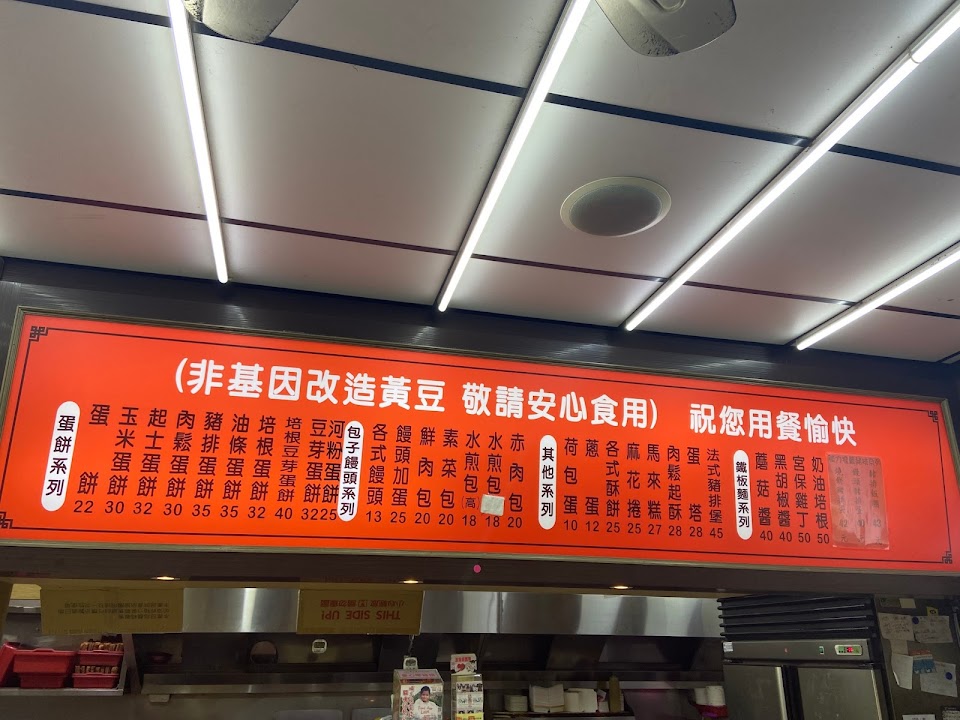 (非基因改造黃豆 敬請安心食用) 祝您用餐愉快
蛋餅系列
蛋餅 22
玉米蛋餅 30
起士蛋餅 32
肉鬆蛋餅 35
豬排蛋餅 35
油條蛋餅 35
培根蛋餅 32
培根豆芽蛋餅 40
豆芽蛋餅 32
河粉蛋餅 25
包子饅頭系列
各式饅頭 13
饅頭加蛋 25
鮮肉包 20
素菜包 20
水煎包(高) 18
水煎包 18
赤肉包 20
其他系列
荷包蛋 10
蔥蛋 12
各式酥餅 25
麻花捲 25
馬來糕
肉鬆起酥 28
蛋塔 28
法式豬排堡 45
鐵板麵系列
蘑菇醬 40
黑胡椒醬 40
宮保雞丁 50
奶油培根 50
THIS SIDE UP!